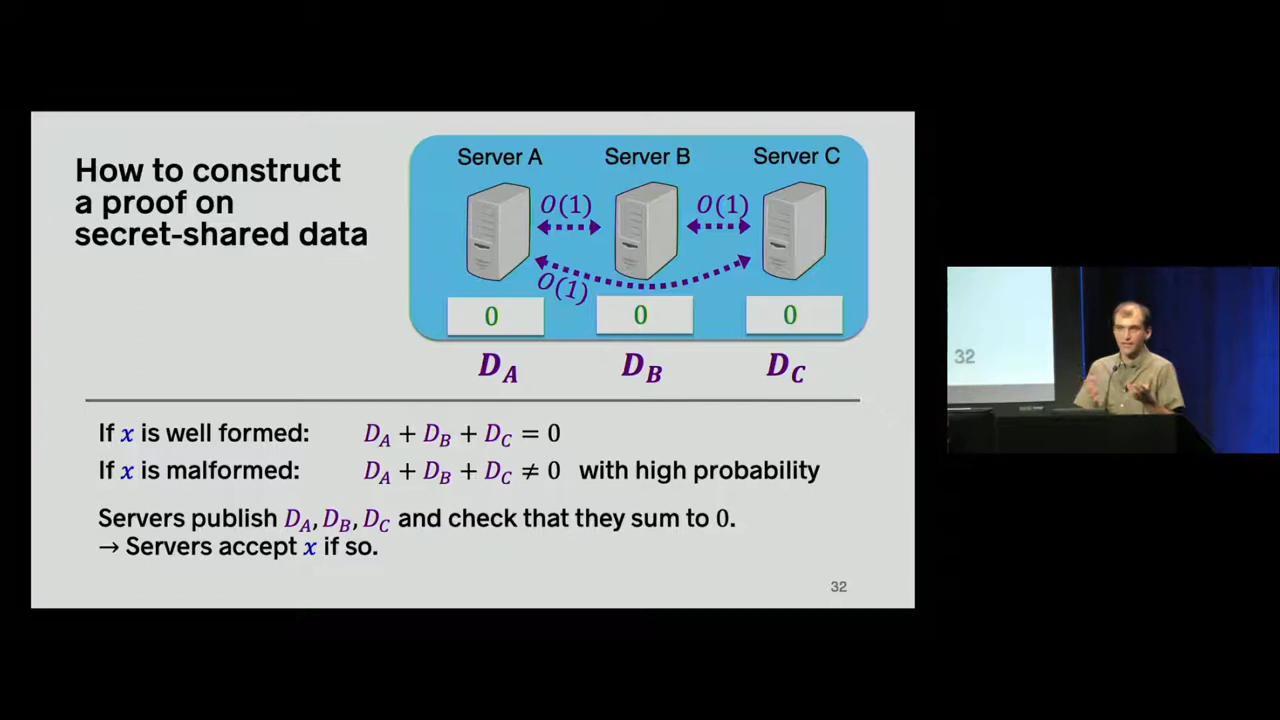 How to construct
a proof on
secret-shared data
Server A
Server B
Server C
O(1)
O(1)
O(1)
0
0
0
D_A
D_B
D_C
If x is well formed: D_A + D_B + D_C = 0
If x is malformed: D_A + D_B + D_C ≠ 0 with high probability
Servers publish D_A, D_B, D_C and check that they sum to 0.
→ Servers accept x if so.
32
32